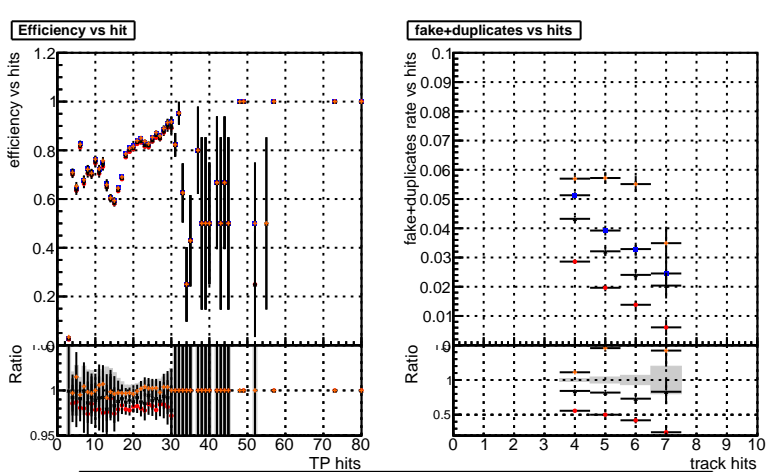 Efficiency vs hit
efficiency vs hits
1.2
1
0.8
0.6
0.4
0.2
Ratio
1
0.95
0 10 20 30 40 50 60 70 80
TP hits
fake+duplicates vs hits
fake+duplicates rate vs hits
0.1
0.09
0.08
0.07
0.06
0.05
0.04
0.03
0.02
0.01
Ratio
1
0.5
0 1 2 3 4 5 6 7 8 9 10
track hits